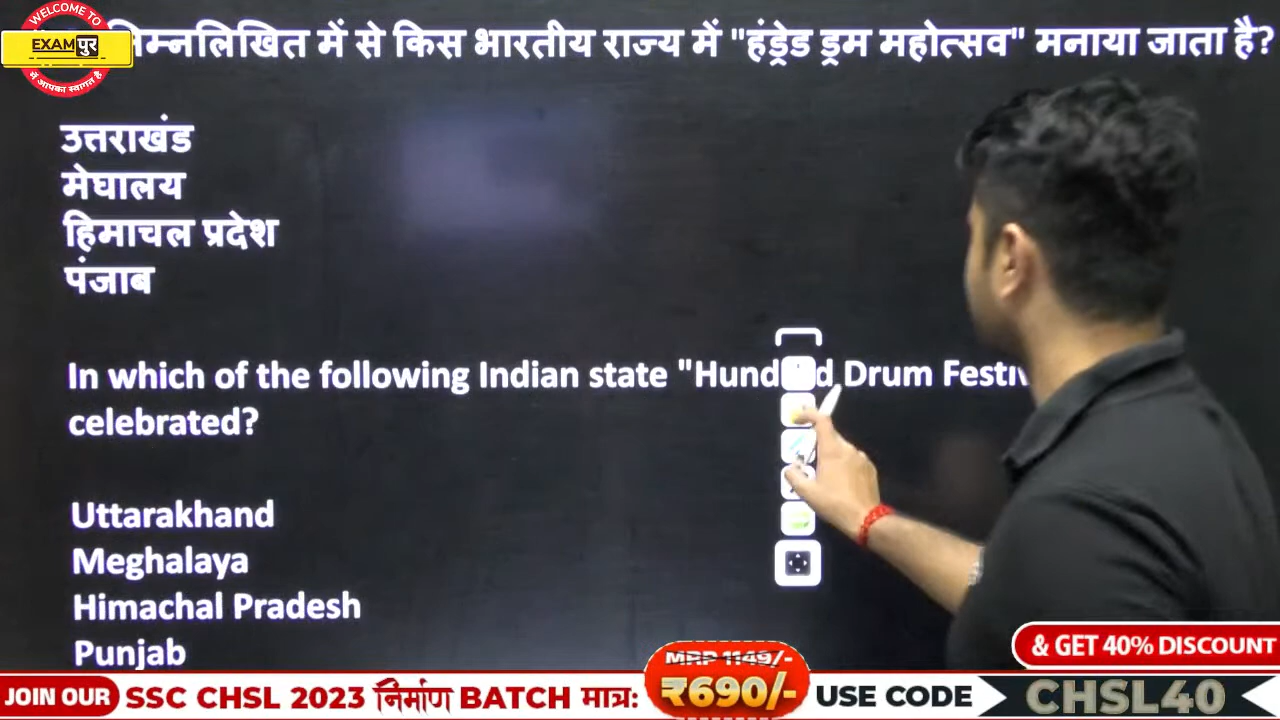 WELCOME TO
EXAMपुर
में आपका स्वागत है
निम्नलिखित में से किस भारतीय राज्य में "हंड्रेड ड्रम महोत्सव" मनाया जाता है?
उत्तराखंड
मेघालय
हिमाचल प्रदेश
पंजाब
In which of the following Indian state "Hundred Drum Festiv
celebrated?
Uttarakhand
Meghalaya
Himachal Pradesh
Punjab
& GET 40% DISCOUNT
JOIN OUR SSC CHSL 2023 निर्माण BATCH मात्र: MRP 1149/- ₹690/- USE CODE CHSL40